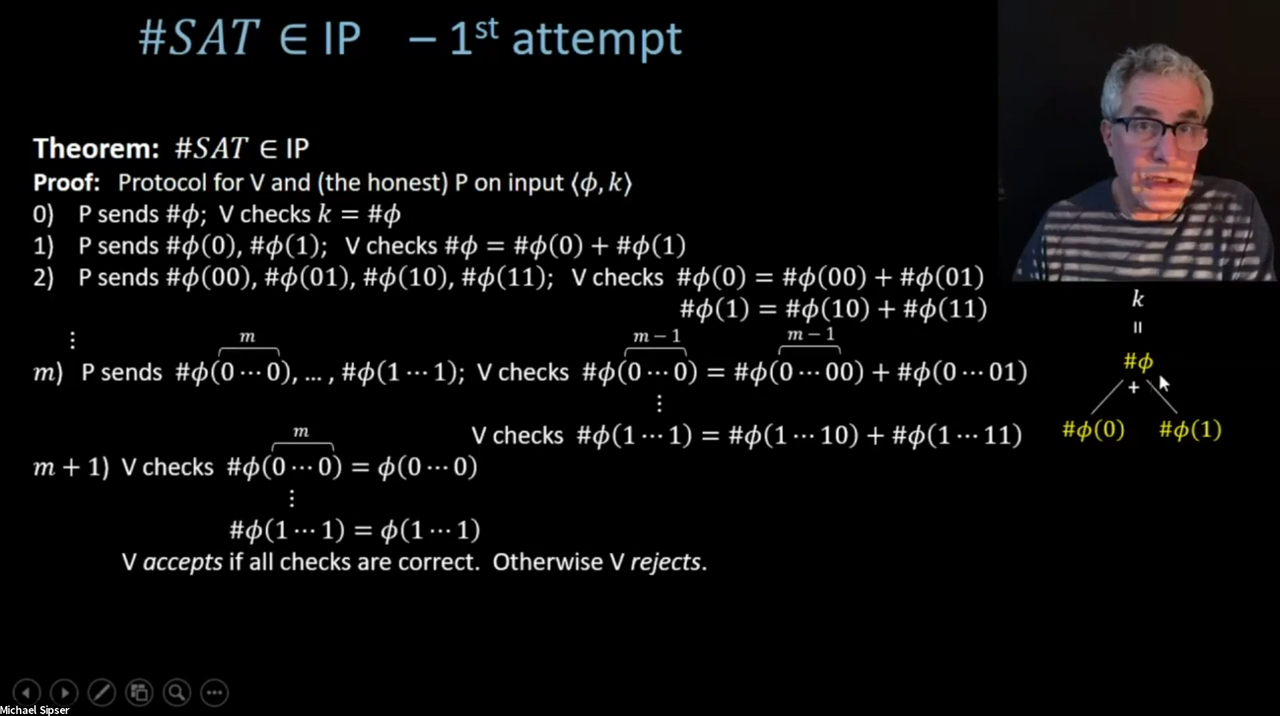 #SAT ∈ IP – 1st attempt
Theorem: #SAT ∈ IP
Proof: Protocol for V and (the honest) P on input ⟨ϕ, k⟩
0) P sends #ϕ; V checks k = #ϕ
1) P sends #ϕ(0), #ϕ(1); V checks #ϕ = #ϕ(0) + #ϕ(1)
2) P sends #ϕ(00), #ϕ(01), #ϕ(10), #ϕ(11); V checks #ϕ(0) = #ϕ(00) + #ϕ(01)
#ϕ(1) = #ϕ(10) + #ϕ(11)
⋮ m m − 1 m − 1
m) P sends #ϕ(0 ⋯ 0), … , #ϕ(1 ⋯ 1); V checks #ϕ(0 ⋯ 0) = #ϕ(0 ⋯ 00) + #ϕ(0 ⋯ 01)
⋮
m V checks #ϕ(1 ⋯ 1) = #ϕ(1 ⋯ 10) + #ϕ(1 ⋯ 11)
m + 1) V checks #ϕ(0 ⋯ 0) = ϕ(0 ⋯ 0)
⋮
#ϕ(1 ⋯ 1) = ϕ(1 ⋯ 1)
V accepts if all checks are correct. Otherwise V rejects.
k
=
#ϕ
+
#ϕ(0) #ϕ(1)
Michael Sipser